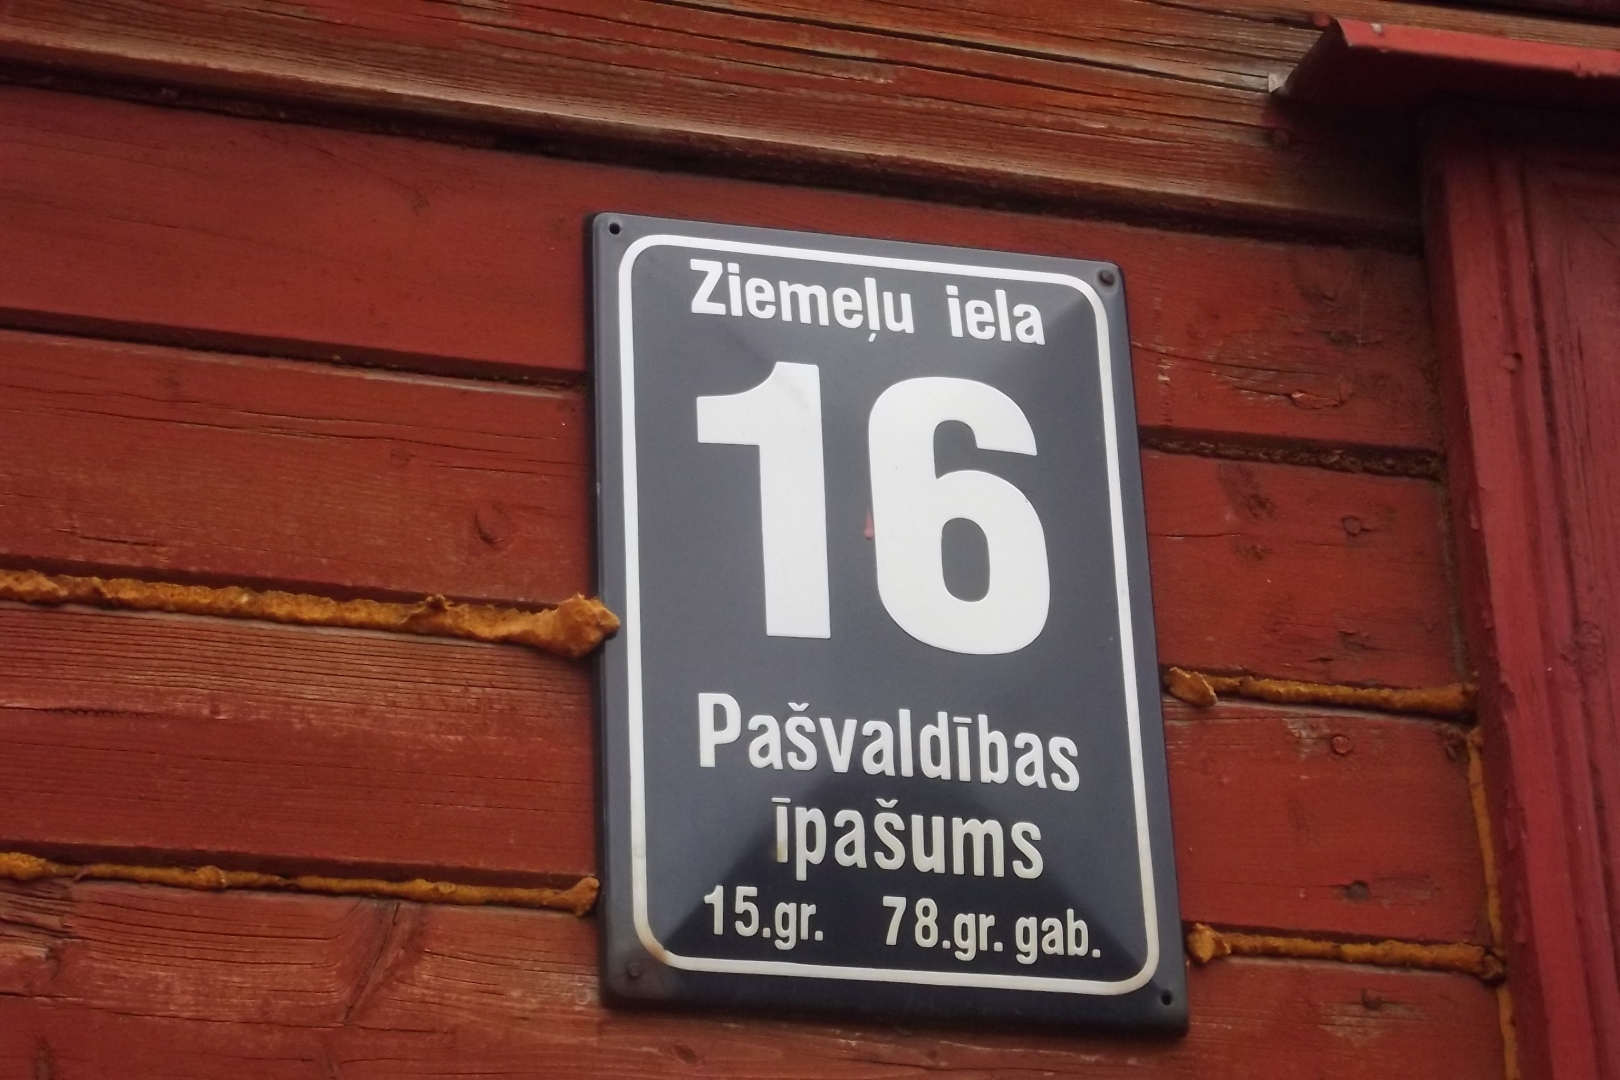 Ziemeļu iela
16
Pašvaldības
īpašums
15.gr. 78.gr. gab.